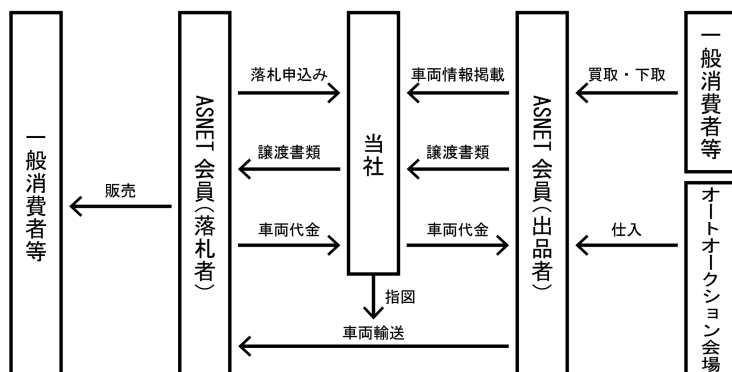 一般消費者等
販売
ASNET 会員(落札者)
落札申込み
譲渡書類
車両代金
当社
指図
車両輸送
車両情報掲載
譲渡書類
車両代金
ASNET 会員(出品者)
買取・下取
仕入
一般消費者等
オートオークション会場